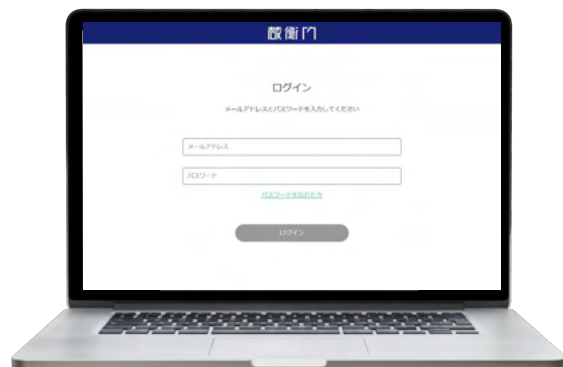 蔵衛門
ログイン
メールアドレスとパスワードを入力してください
メールアドレス
パスワード
パスワードを忘れた方
ログイン